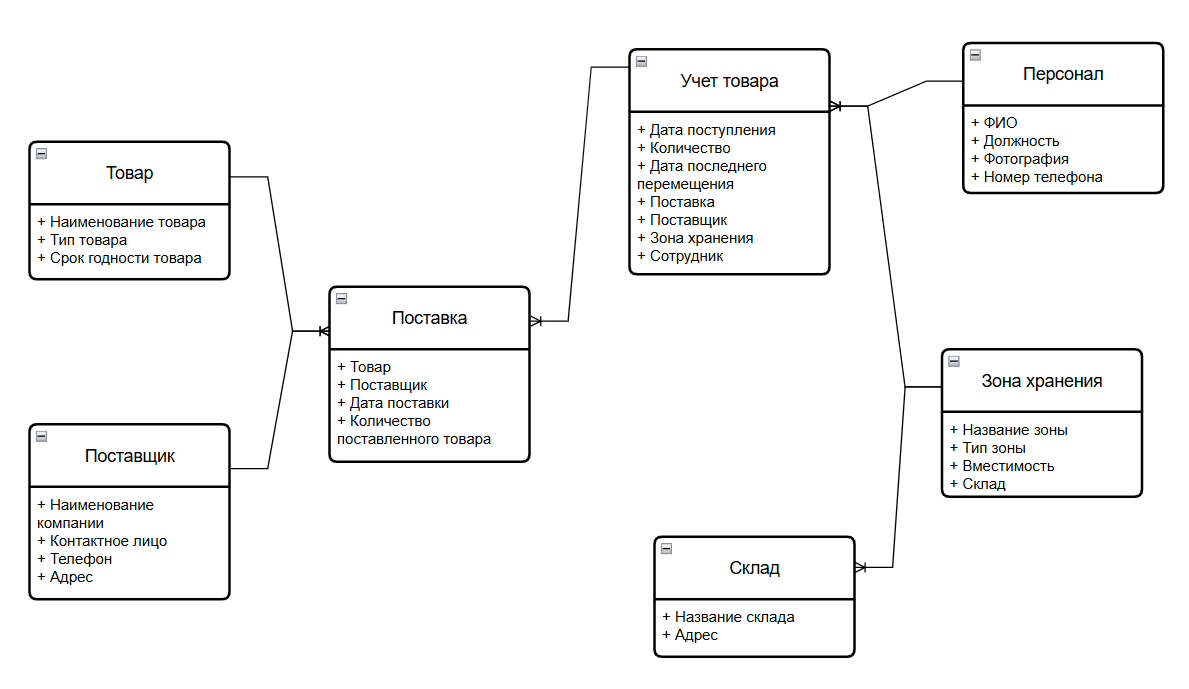 Товар
+ Наименование товара
+ Тип товара
+ Срок годности товара
Поставщик
+ Наименование
компании
+ Контактное лицо
+ Телефон
+ Адрес
Поставка
+ Товар
+ Поставщик
+ Дата поставки
+ Количество
поставленного товара
Учет товара
+ Дата поступления
+ Количество
+ Дата последнего
перемещения
+ Поставка
+ Поставщик
+ Зона хранения
+ Сотрудник
Персонал
+ ФИО
+ Должность
+ Фотография
+ Номер телефона
Зона хранения
+ Название зоны
+ Тип зоны
+ Вместимость
+ Склад
Склад
+ Название склада
+ Адрес